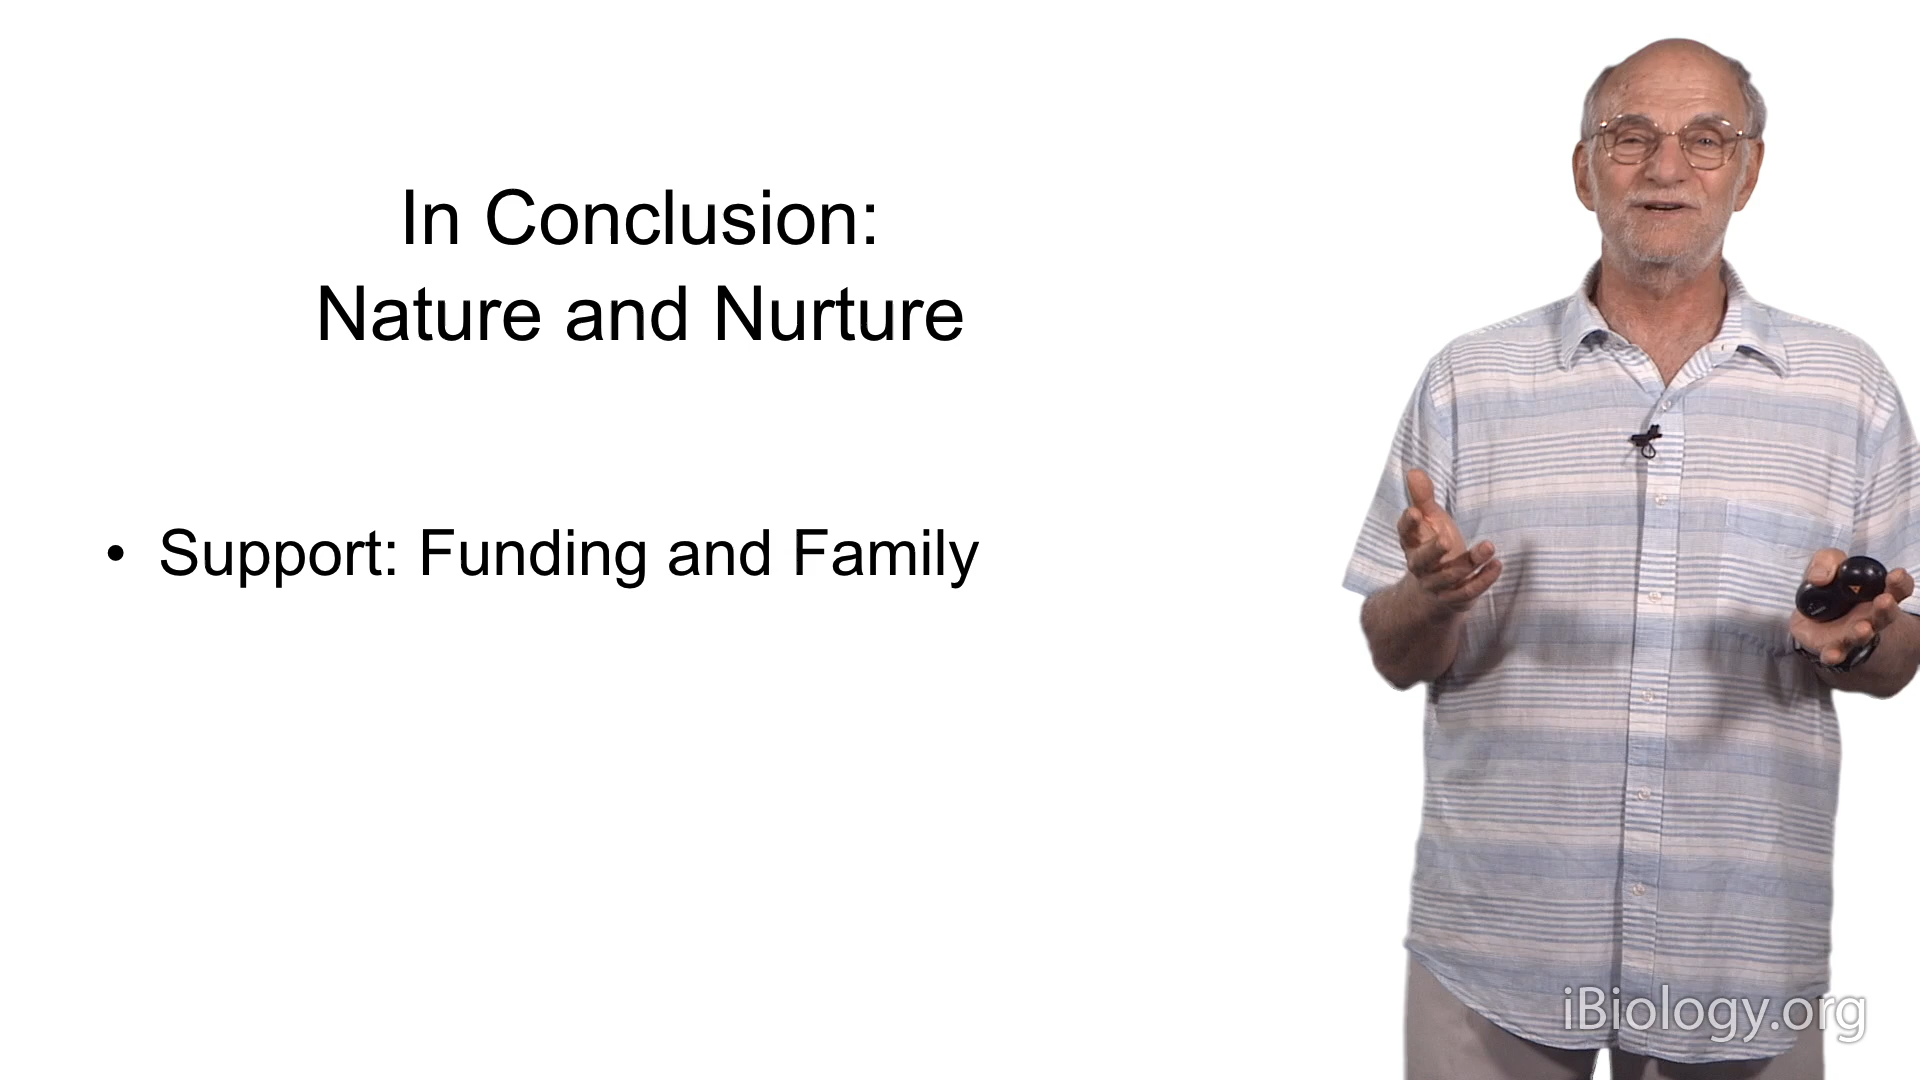 In Conclusion:
Nature and Nurture
• Support: Funding and Family
iBiology.org